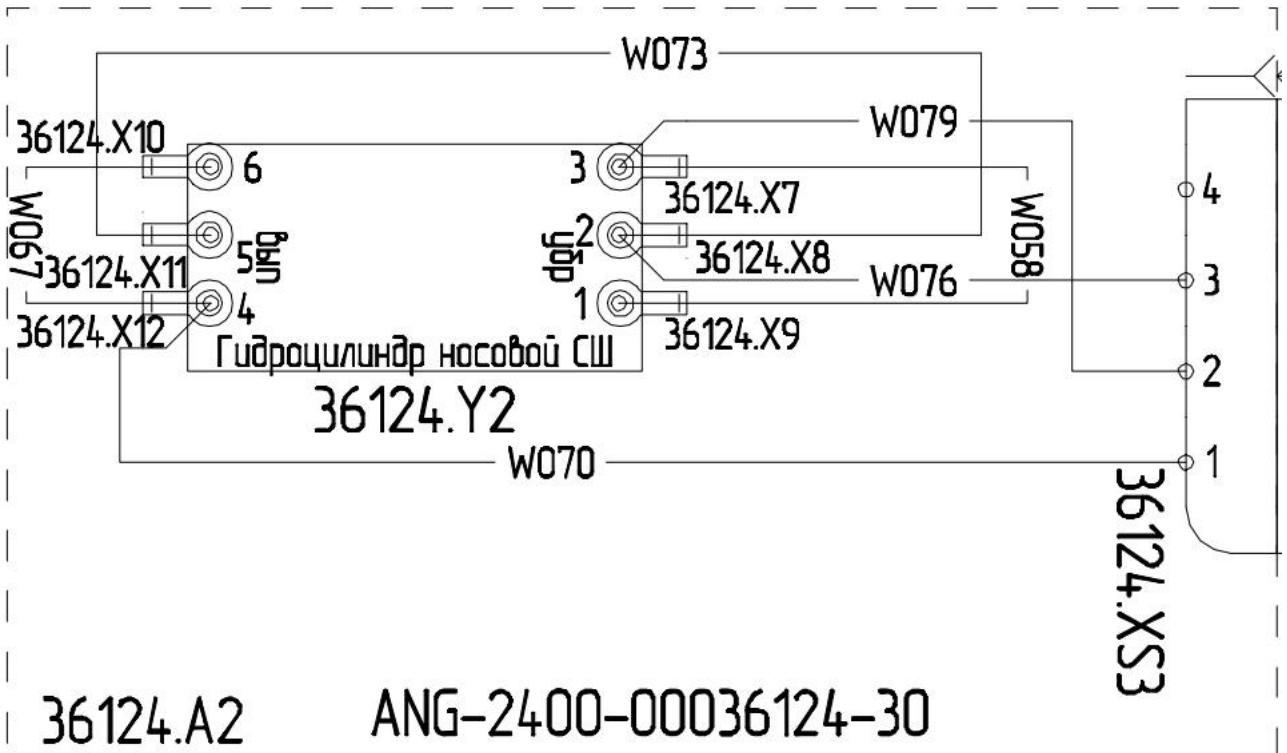 W073
W079
36124.X10
6
3
4
W067
36124.X7
W058
5
вып
2
убр
36124.X11
36124.X8
W076
3
4
1
36124.X12
36124.X9
Гидроцилиндр носовой СШ
2
36124.Y2
W070
1
36124.XS3
36124.A2
ANG-2400-00036124-30